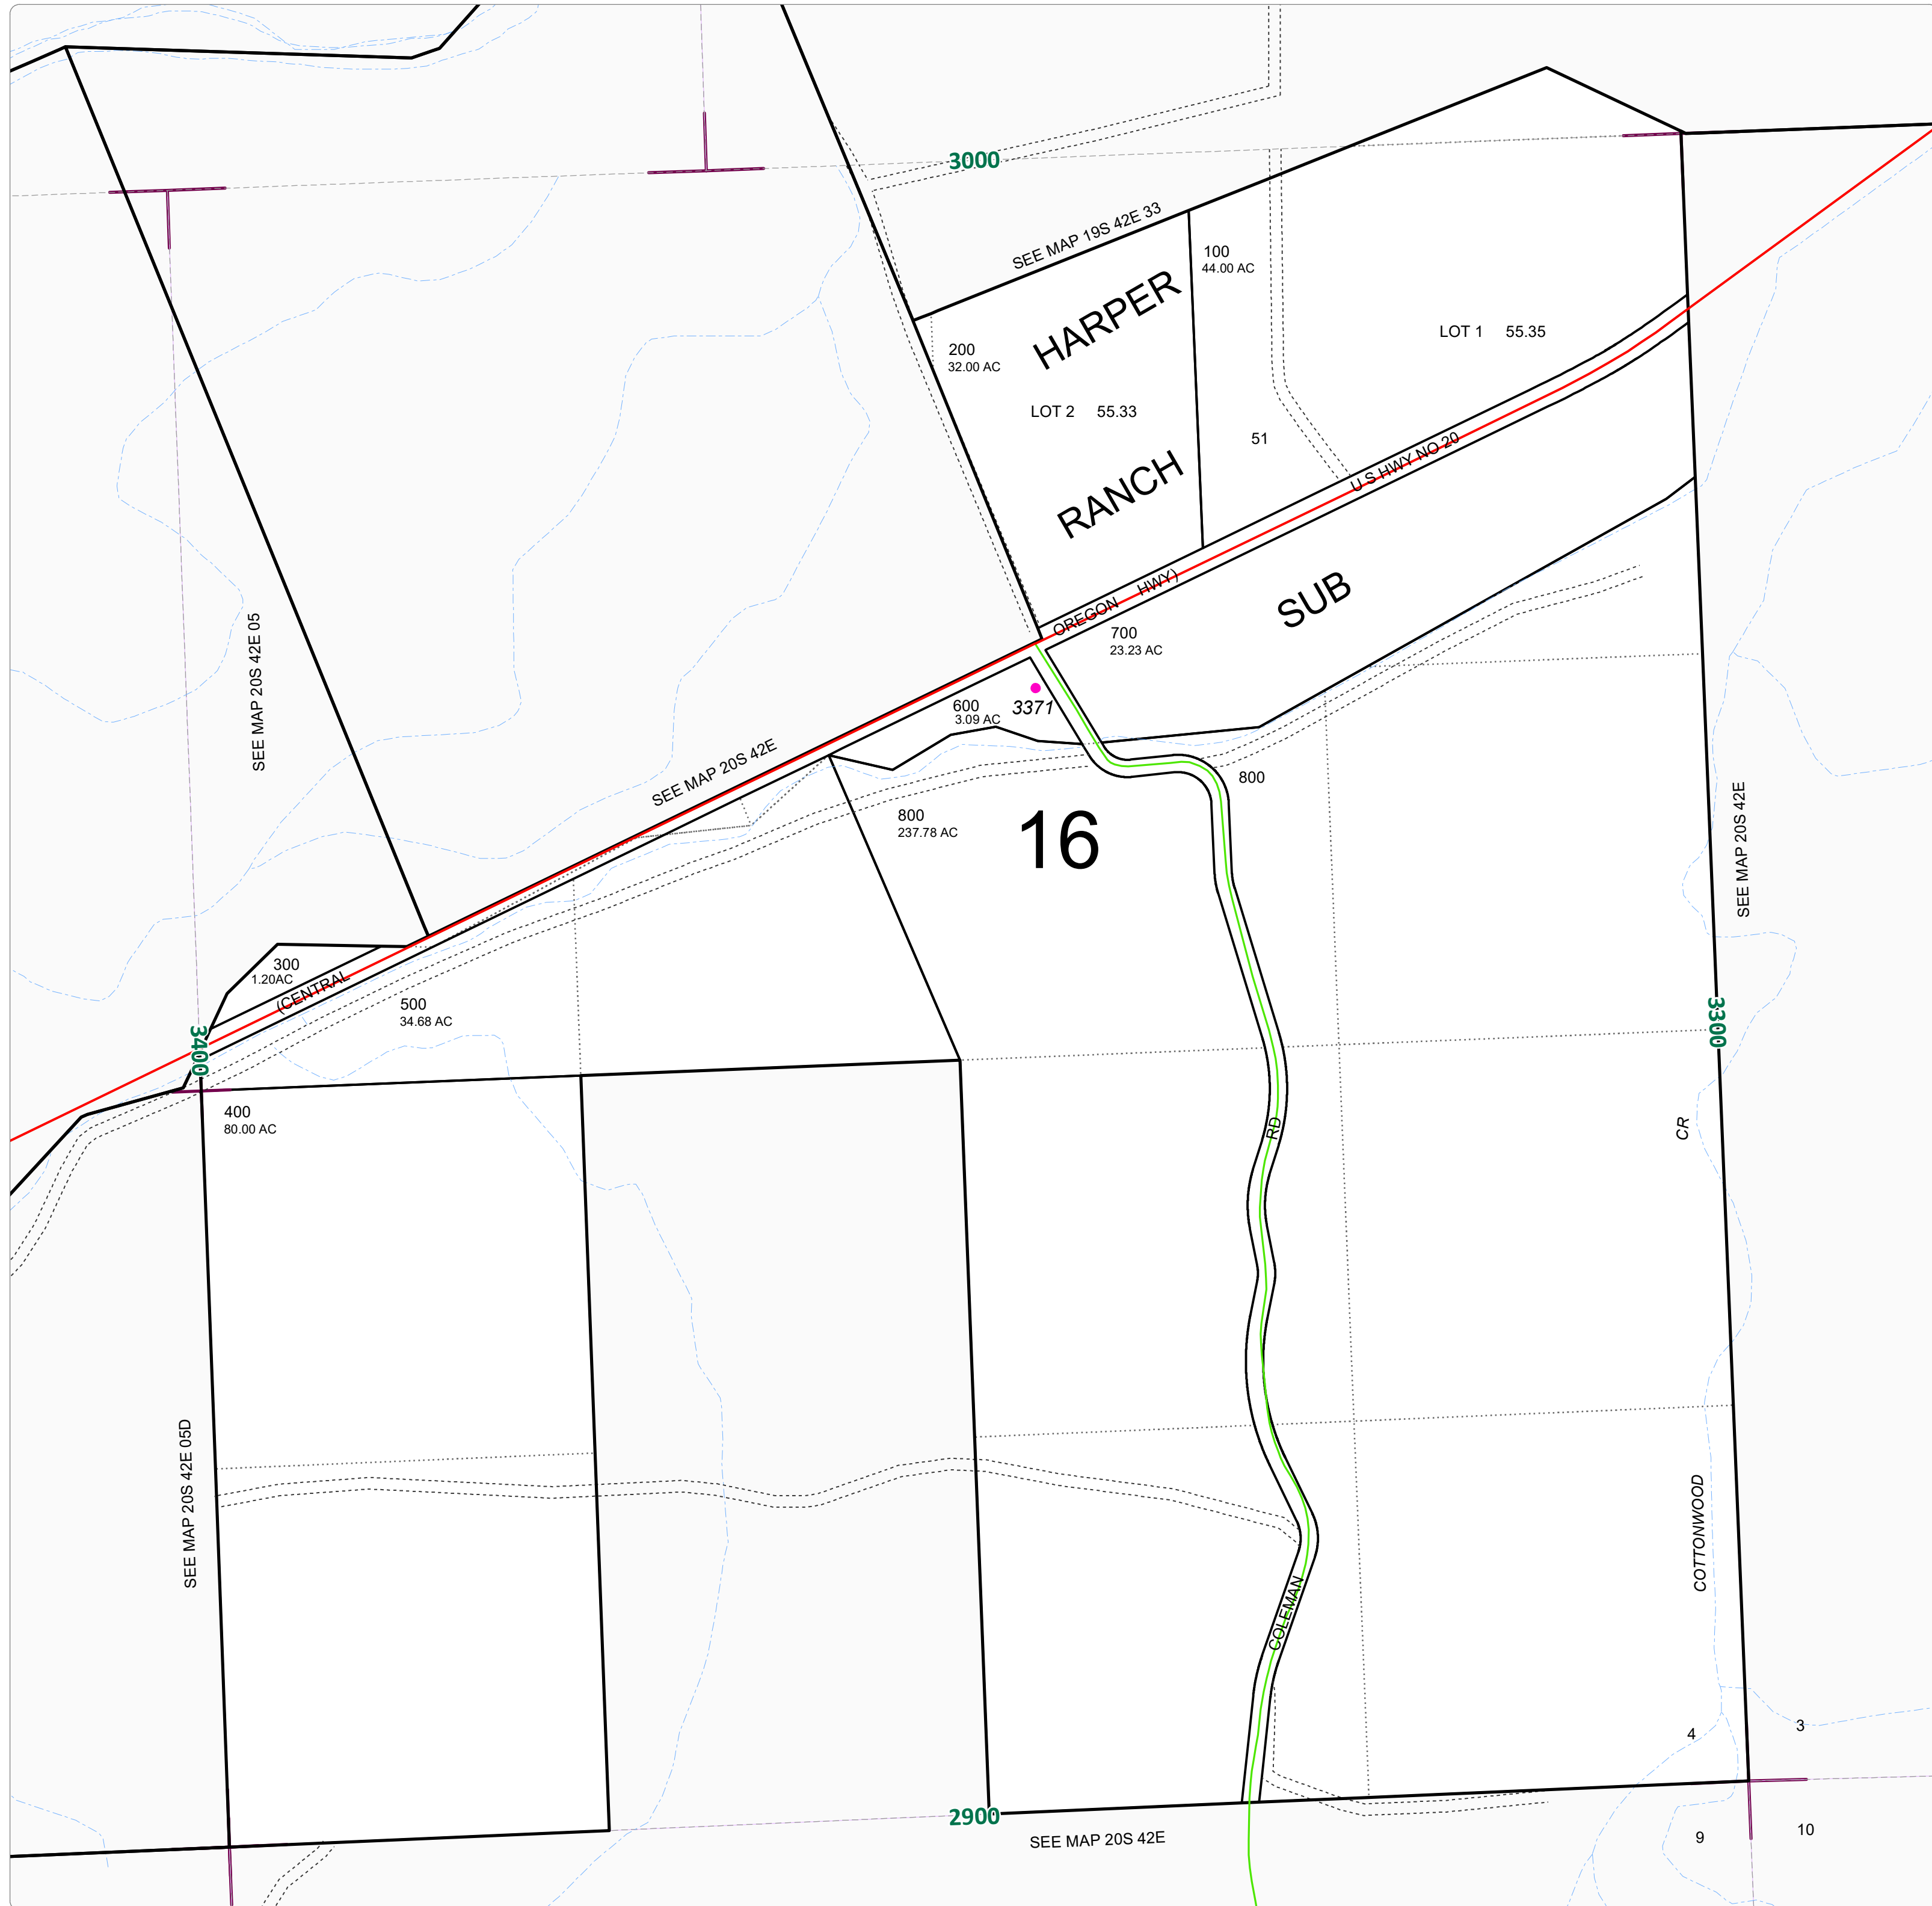 3000
SEE MAP 19S 42E 33
100
44.00 AC
HARPER
LOT 1 55.35
200
32.00 AC
LOT 2 55.33
51
RANCH
U S HWY NO 20
SUB
OREGON HWY)
700
23.23 AC
SEE MAP 20S 42E 05
600
3.09 AC
3371
SEE MAP 20S 42E
800
800
237.78 AC
16
SEE MAP 20S 42E
300
1.20AC
(CENTRAL
500
34.68 AC
3400
3300
400
80.00 AC
RD
CR
SEE MAP 20S 42E 05D
COTTONWOOD
COLEMAN
4
3
2900
SEE MAP 20S 42E
9
10